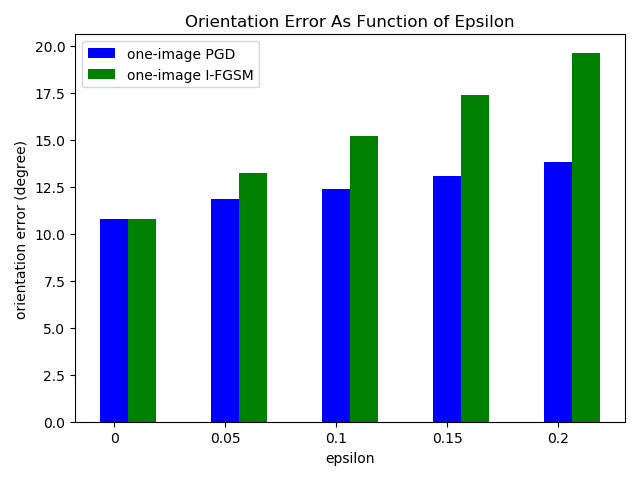 Orientation Error As Function of Epsilon
one-image PGD
one-image I-FGSM
orientation error (degree)
20.0
17.5
15.0
12.5
10.0
7.5
5.0
2.5
0.0
0 0.05 0.1 0.15 0.2
epsilon